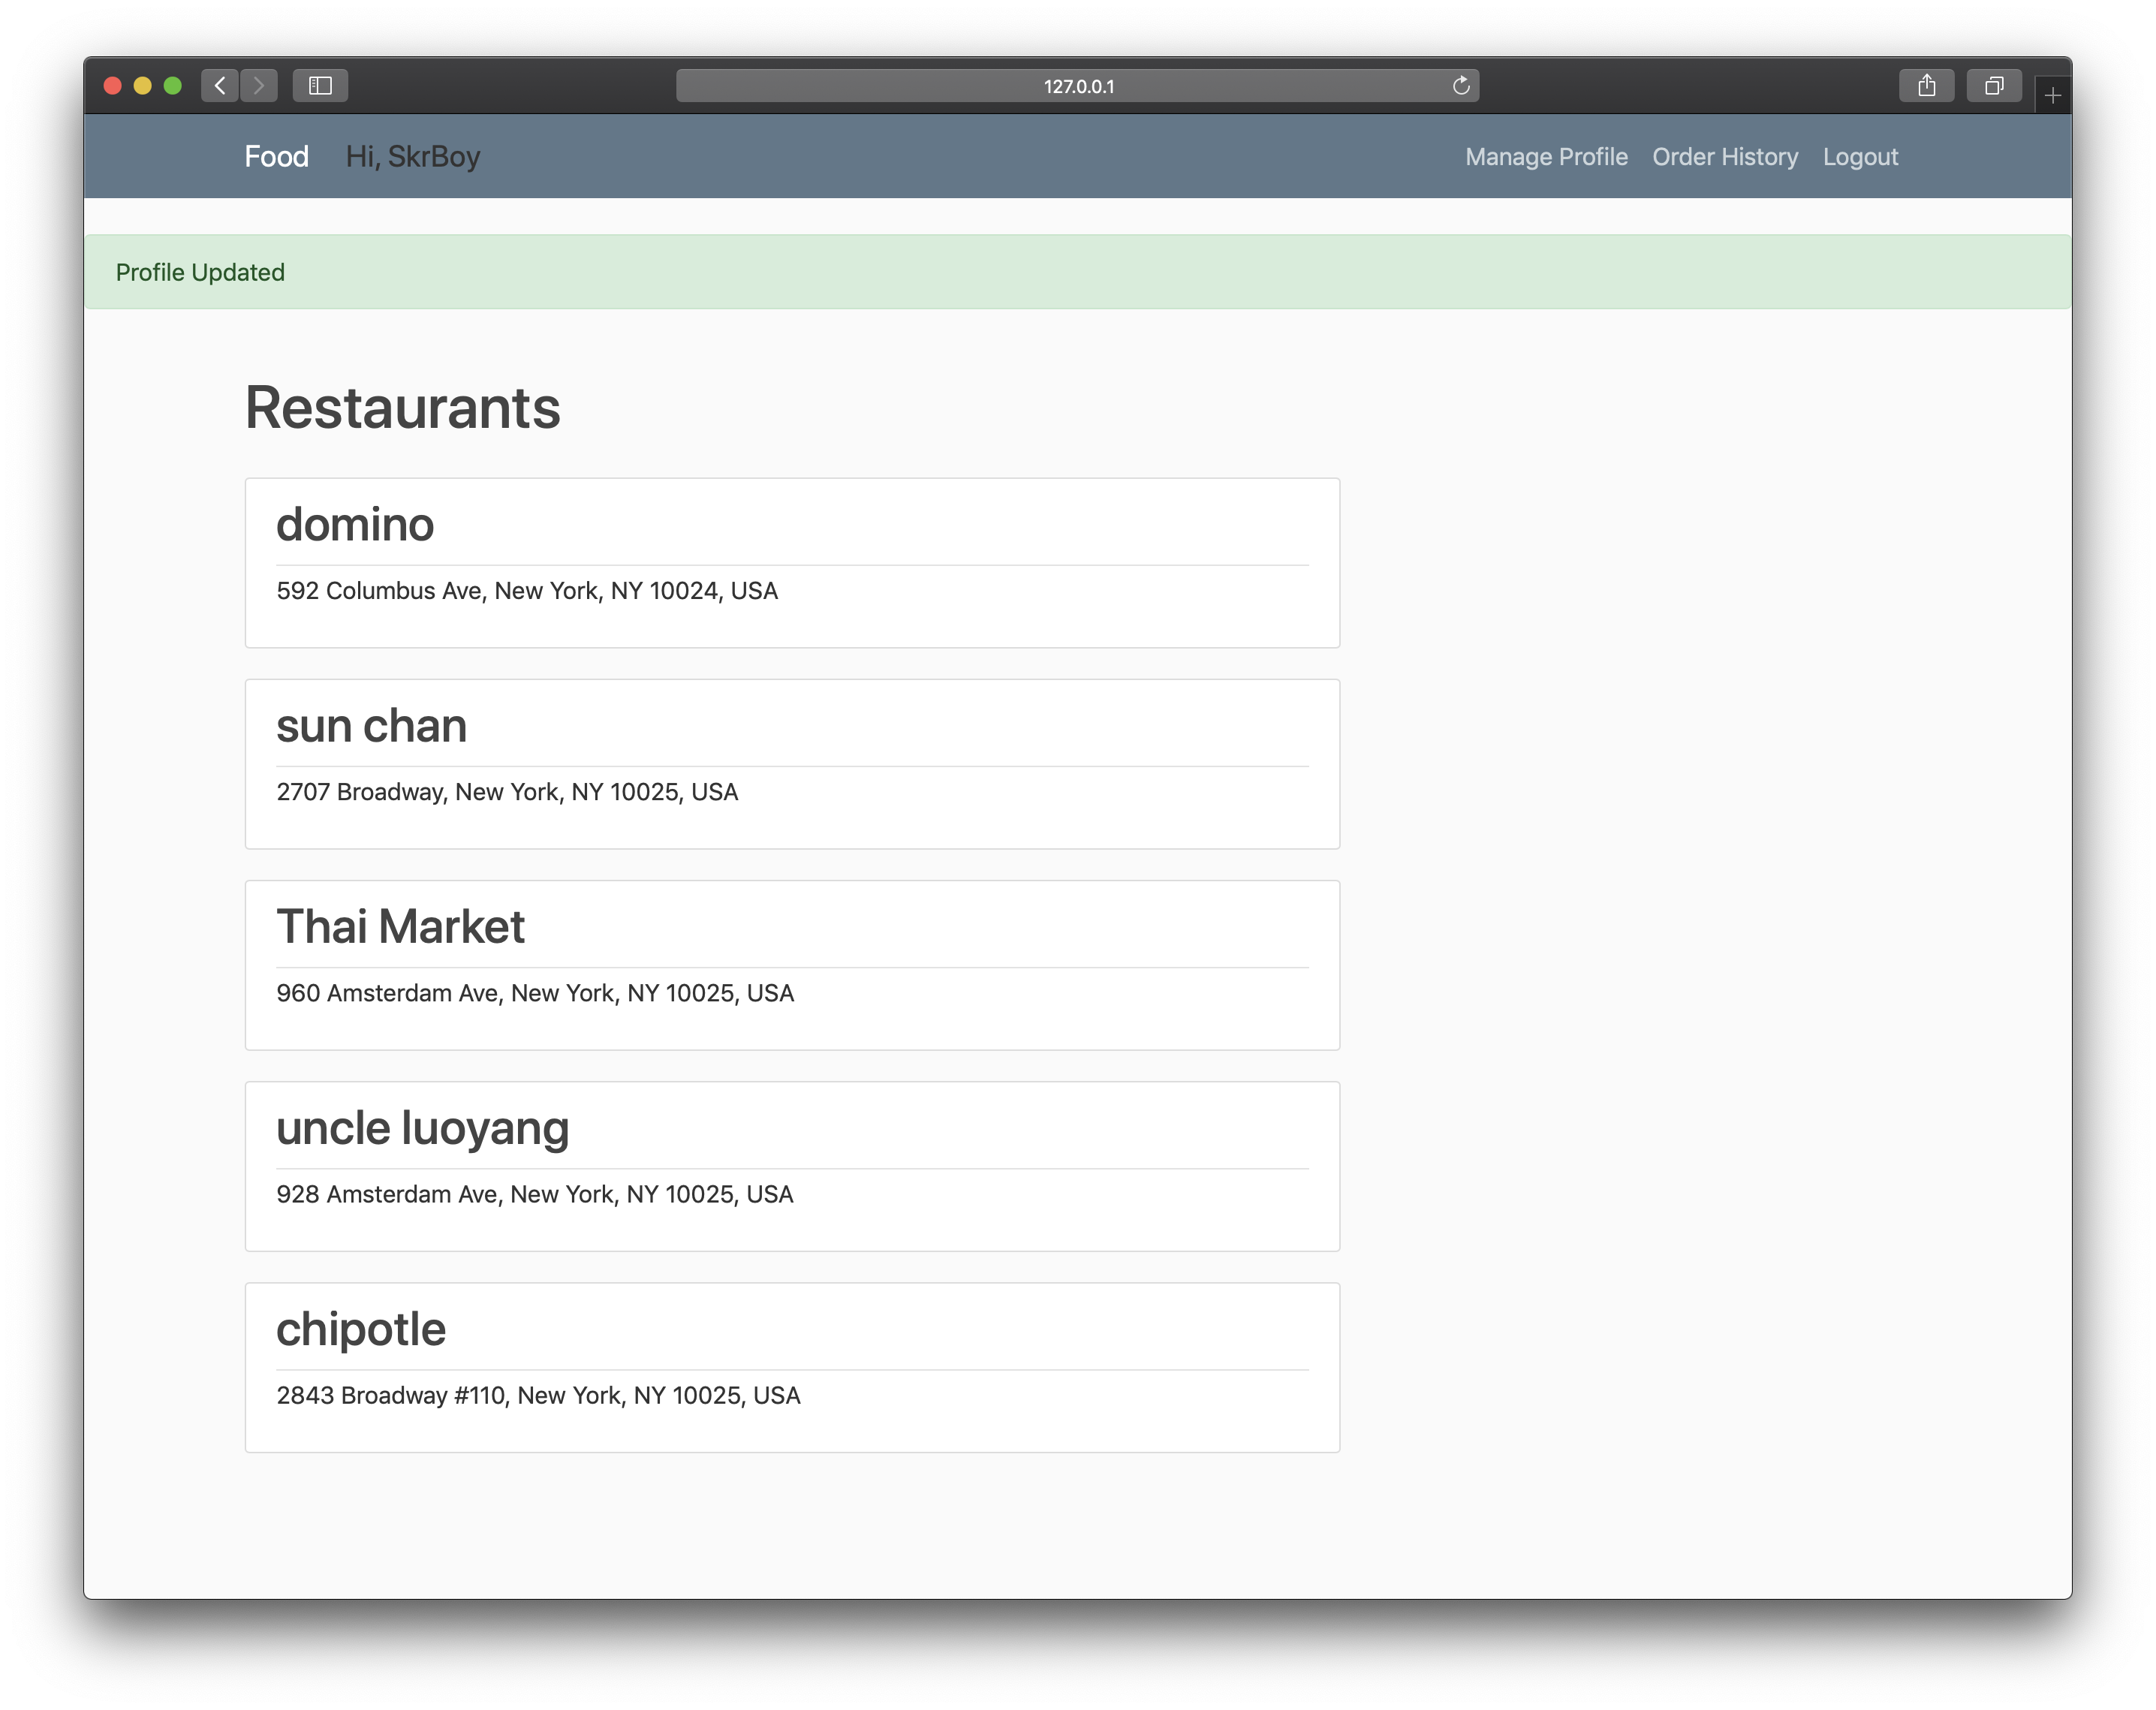 127.0.0.1
Food Hi, SkrBoy Manage Profile Order History Logout
Profile Updated
Restaurants
domino
592 Columbus Ave, New York, NY 10024, USA
sun chan
2707 Broadway, New York, NY 10025, USA
Thai Market
960 Amsterdam Ave, New York, NY 10025, USA
uncle luoyang
928 Amsterdam Ave, New York, NY 10025, USA
chipotle
2843 Broadway #110, New York, NY 10025, USA